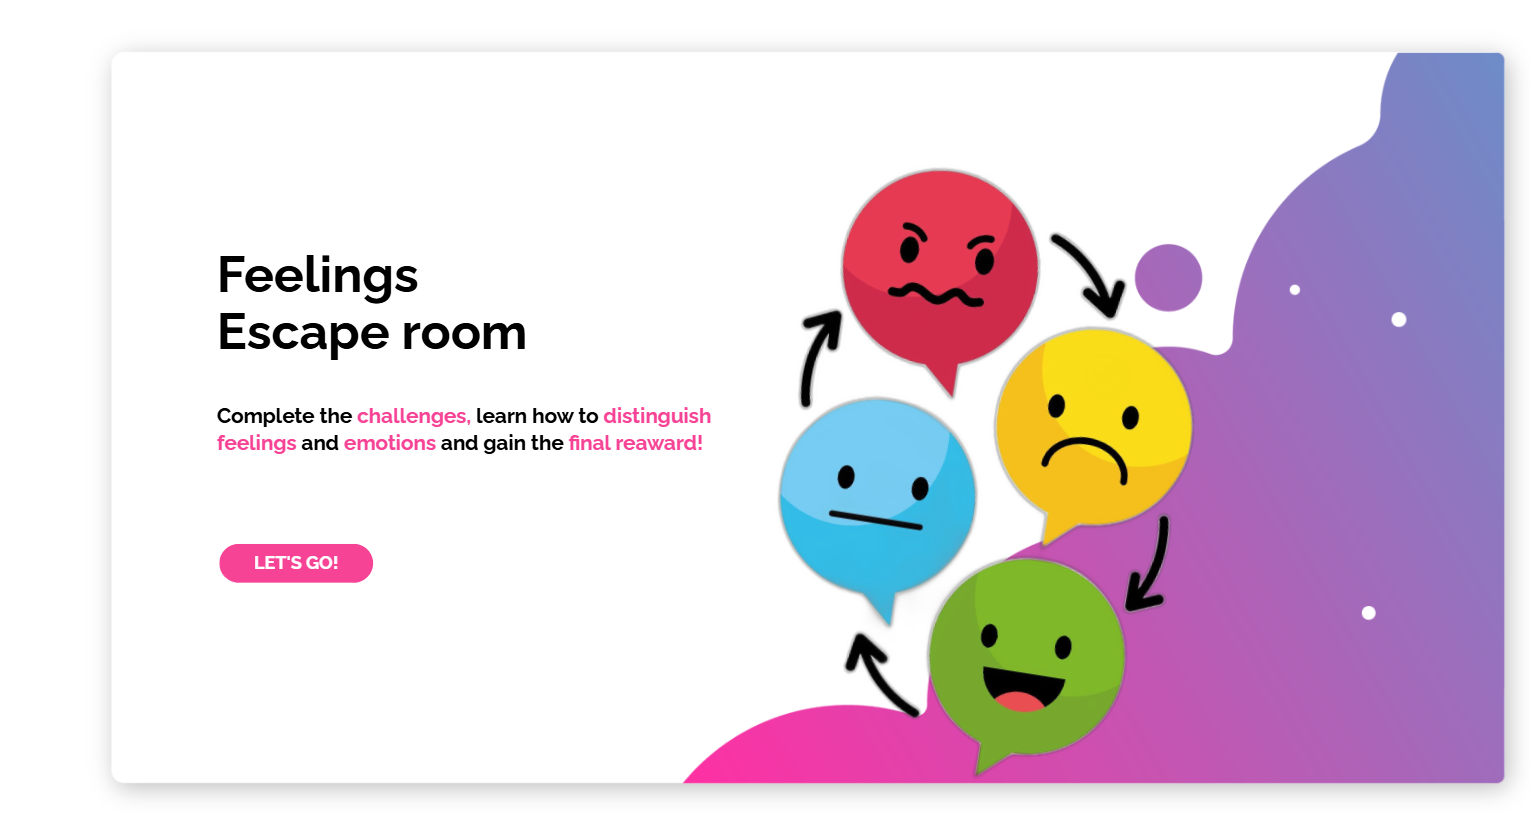 Feelings
Escape room
Complete the challenges, learn how to distinguish
feelings and emotions and gain the final reaward!
LET'S GO!